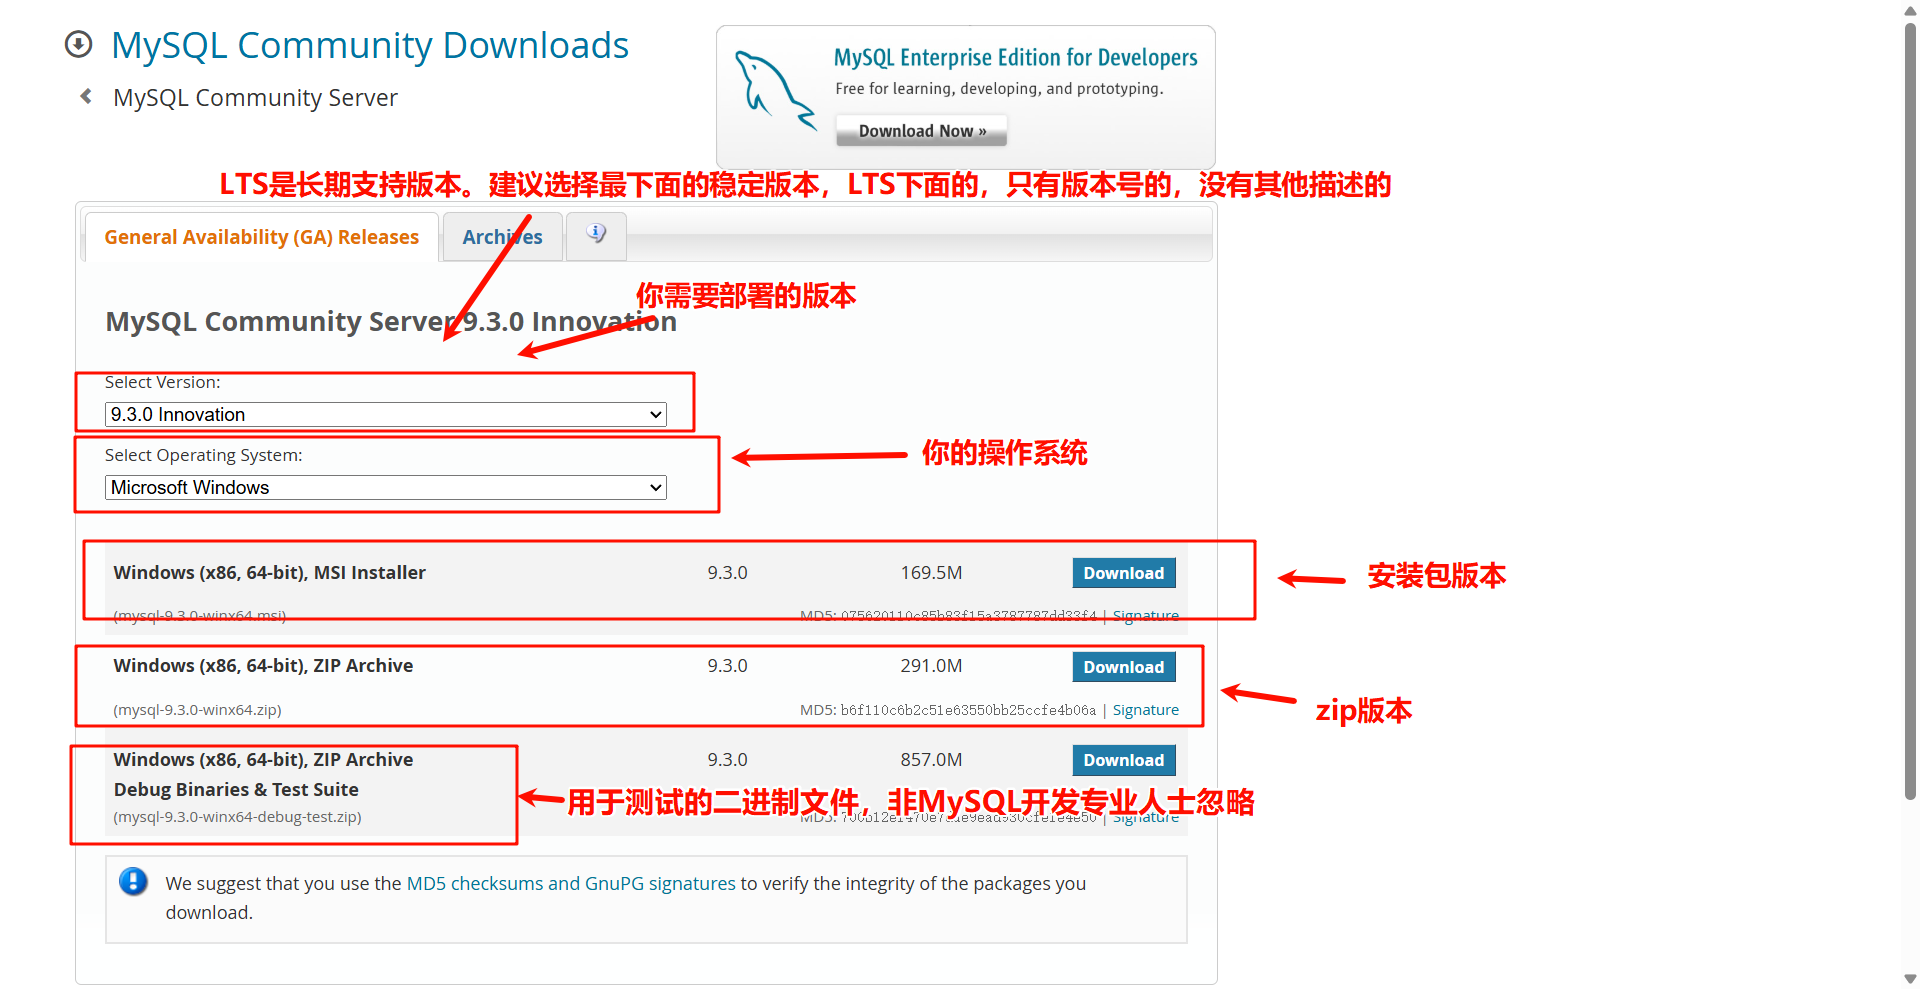 MySQL Community Downloads
MySQL Community Server
MySQL Enterprise Edition for Developers
Free for learning, developing, and prototyping.
Download Now »
LTS是长期支持版本。建议选择最下面的稳定版本，LTS下面的，只有版本号的，没有其他描述的
General Availability (GA) Releases
Archives
你需要部署的版本
MySQL Community Server 9.3.0 Innovation
Select Version:
9.3.0 Innovation
Select Operating System:
Microsoft Windows
你的操作系统
Windows (x86, 64-bit), MSI Installer 9.3.0 169.5M Download
安装包版本
(mysql-9.3.0-winx64.msi) MD5: 075620110c85b83f15a3787787dd33f4 | Signature
Windows (x86, 64-bit), ZIP Archive 9.3.0 291.0M Download
(mysql-9.3.0-winx64.zip) MD5: b6f110c6b2c51e63550bb25ccfe4b06a | Signature
zip版本
Windows (x86, 64-bit), ZIP Archive 9.3.0 857.0M Download
Debug Binaries & Test Suite
用于测试的二进制文件，非MySQL开发专业人士忽略
(mysql-9.3.0-winx64-debug-test.zip) MD5: | Signature
We suggest that you use the MD5 checksums and GnuPG signatures to verify the integrity of the packages you
download.